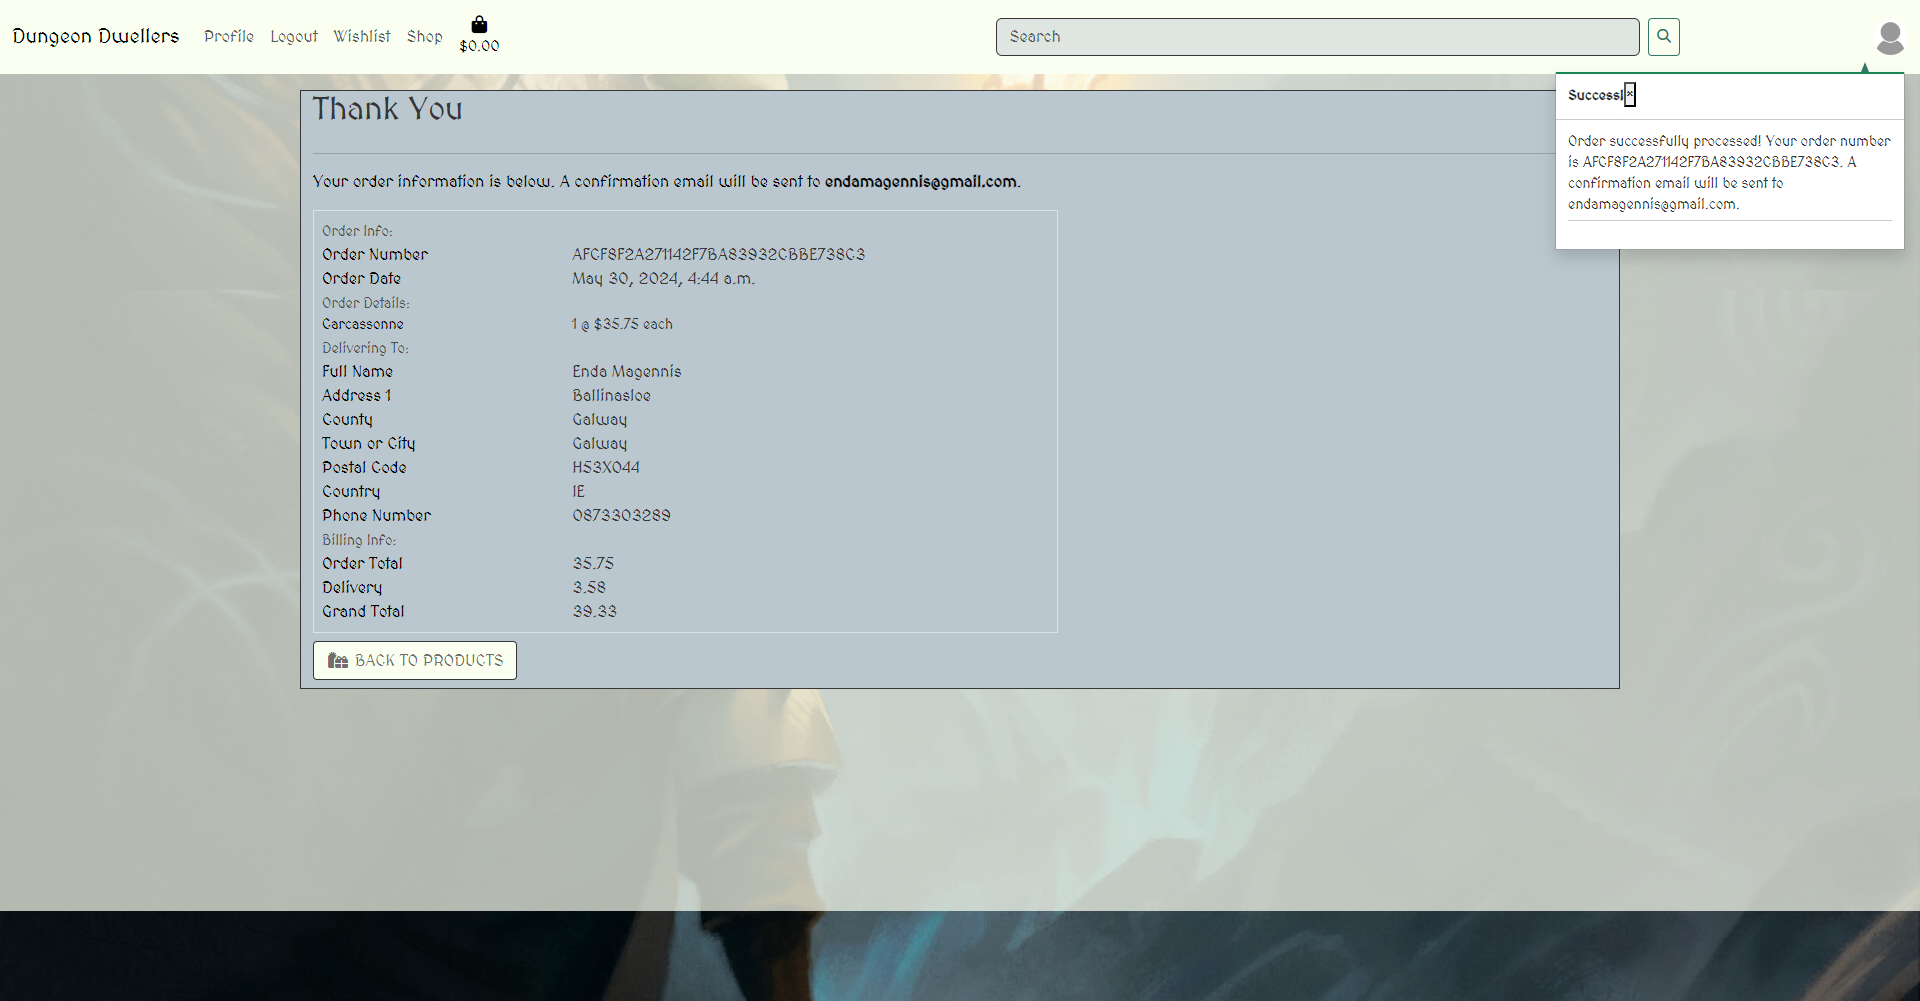 Dungeon Dwellers Profile Logout Wishlist Shop $0.00 Search
Thank You
Success! ×
Order successfully processed! Your order number
is AFCF8F2A271142F7BA83932CBBE738C3. A
confirmation email will be sent to
endamagennis@gmail.com.
Your order information is below. A confirmation email will be sent to endamagennis@gmail.com.
Order Info:
Order Number AFCF8F2A271142F7BA83932CBBE738C3
Order Date May 30, 2024, 4:44 a.m.
Order Details:
Carcassonne 1 @ $35.75 each
Delivering To:
Full Name Enda Magennis
Address 1 Ballinasloe
County Galway
Town or City Galway
Postal Code H53X044
Country IE
Phone Number 0873303289
Billing Info:
Order Total 35.75
Delivery 3.58
Grand Total 39.33
BACK TO PRODUCTS